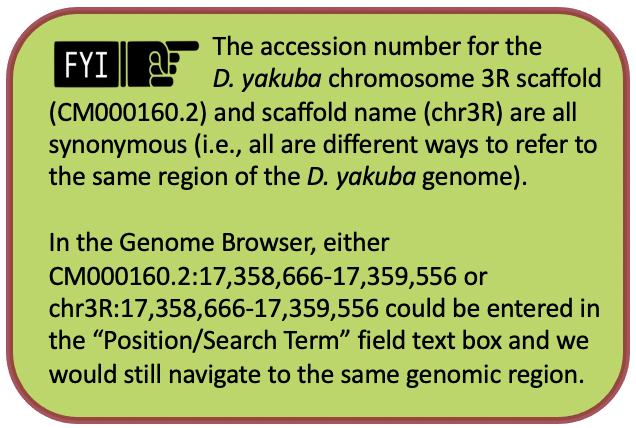 FYI The accession number for the
D. yakuba chromosome 3R scaffold
(CM000160.2) and scaffold name (chr3R) are all
synonymous (i.e., all are different ways to refer to
the same region of the D. yakuba genome).
In the Genome Browser, either
CM000160.2:17,358,666-17,359,556 or
chr3R:17,358,666-17,359,556 could be entered in
the “Position/Search Term” field text box and we
would still navigate to the same genomic region.